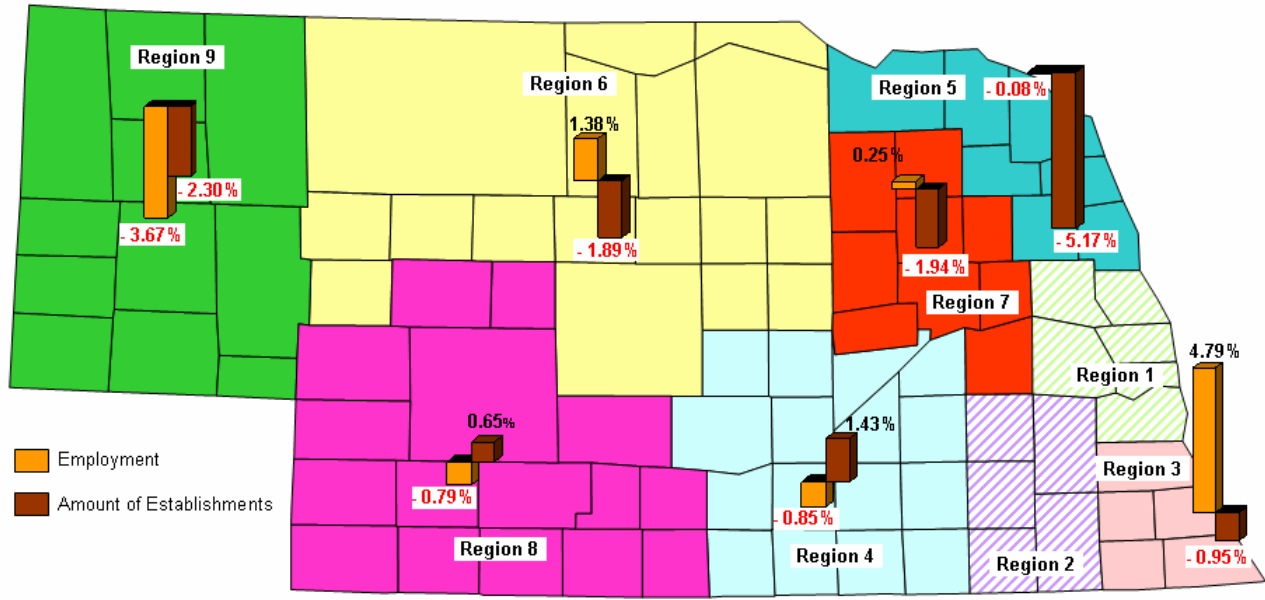 Region 9
Region 6
Region 5
- 0.08%
1.38%
0.25%
- 2.30%
- 3.67%
- 1.89%
- 1.94%
- 5.17%
Region 7
4.79%
Region 1
0.65%
1.43%
Employment
Region 3
- 0.79%
Amount of Establishments
- 0.85%
Region 8
Region 4
Region 2
- 0.95%